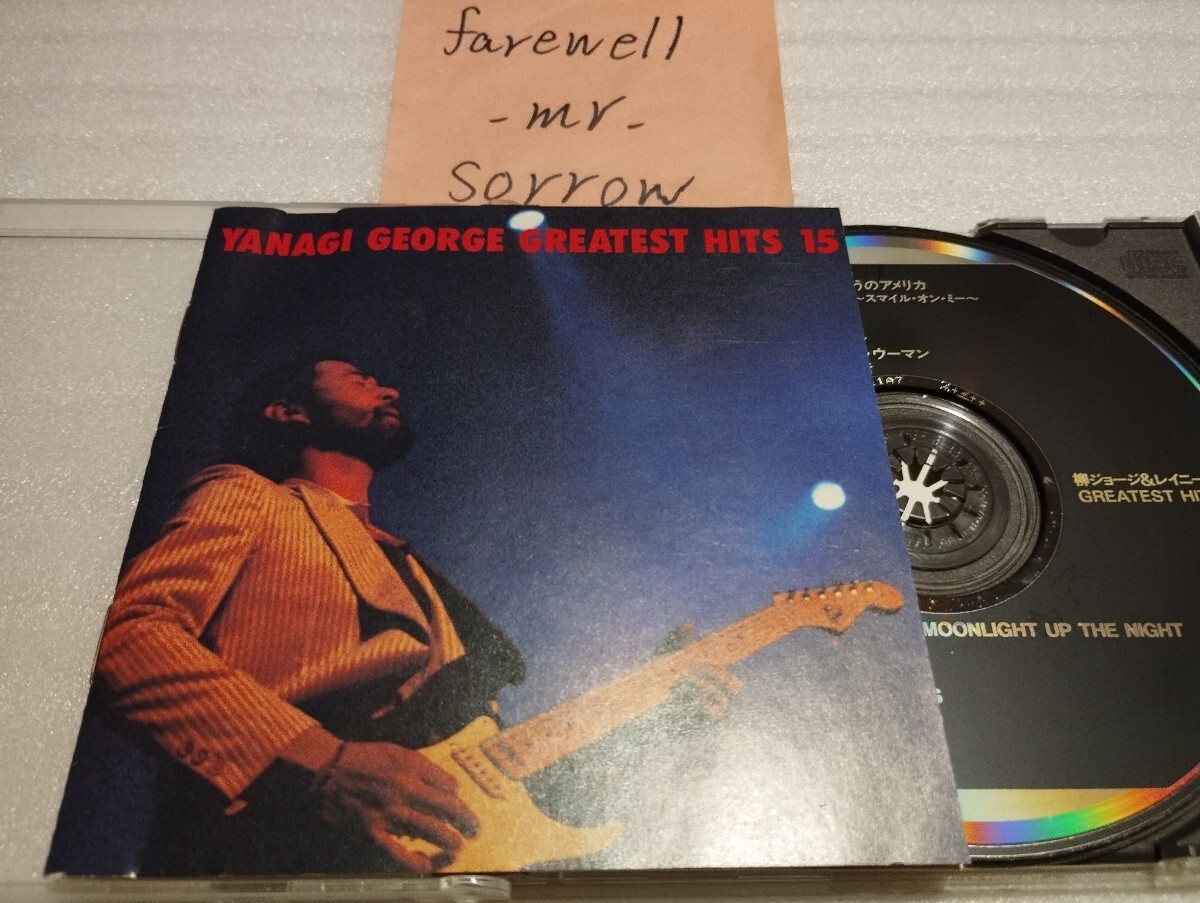 farewell
-mr-
sorrow
YANAGI GEORGE GREATEST HITS 15
うのアメリカ
～スマイル・オン・ミー～
ウーマン
柳ジョージ&レイニー
GREATEST HI
MOONLIGHT UP THE NIGHT